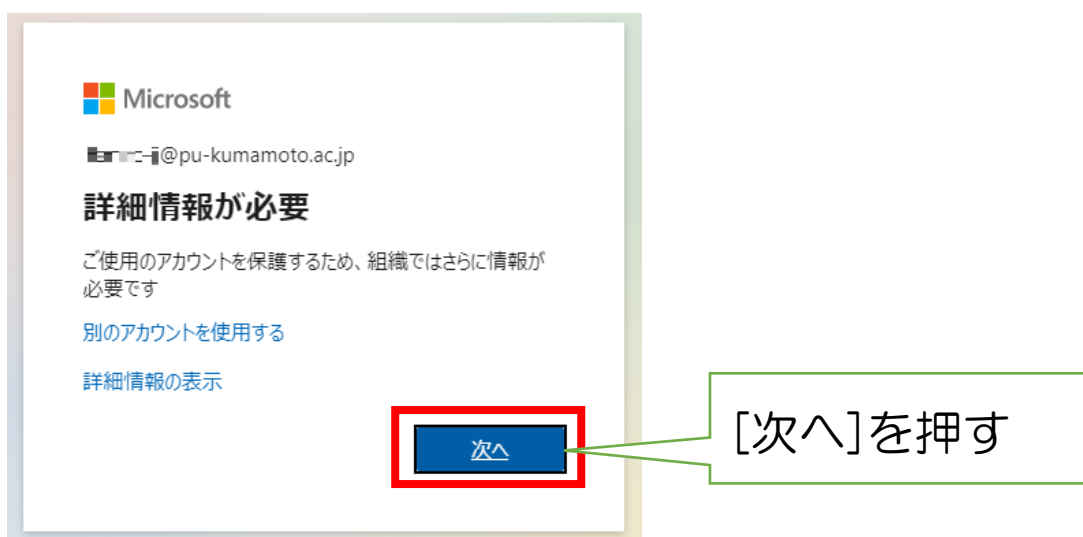 Microsoft
@pu-kumamoto.ac.jp
詳細情報が必要
ご使用のアカウントを保護するため、組織ではさらに情報が
必要です
別のアカウントを使用する
詳細情報の表示
次へ
[次へ]を押す